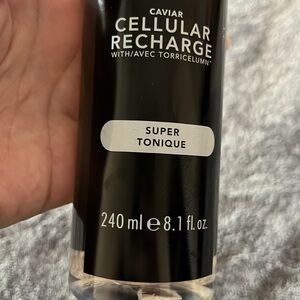 CAVIAR
CELLULAR
RECHARGE
WITH/AVEC TORRICELUMN™
SUPER
TONIQUE
240 ml e 8.1 fl. oz.